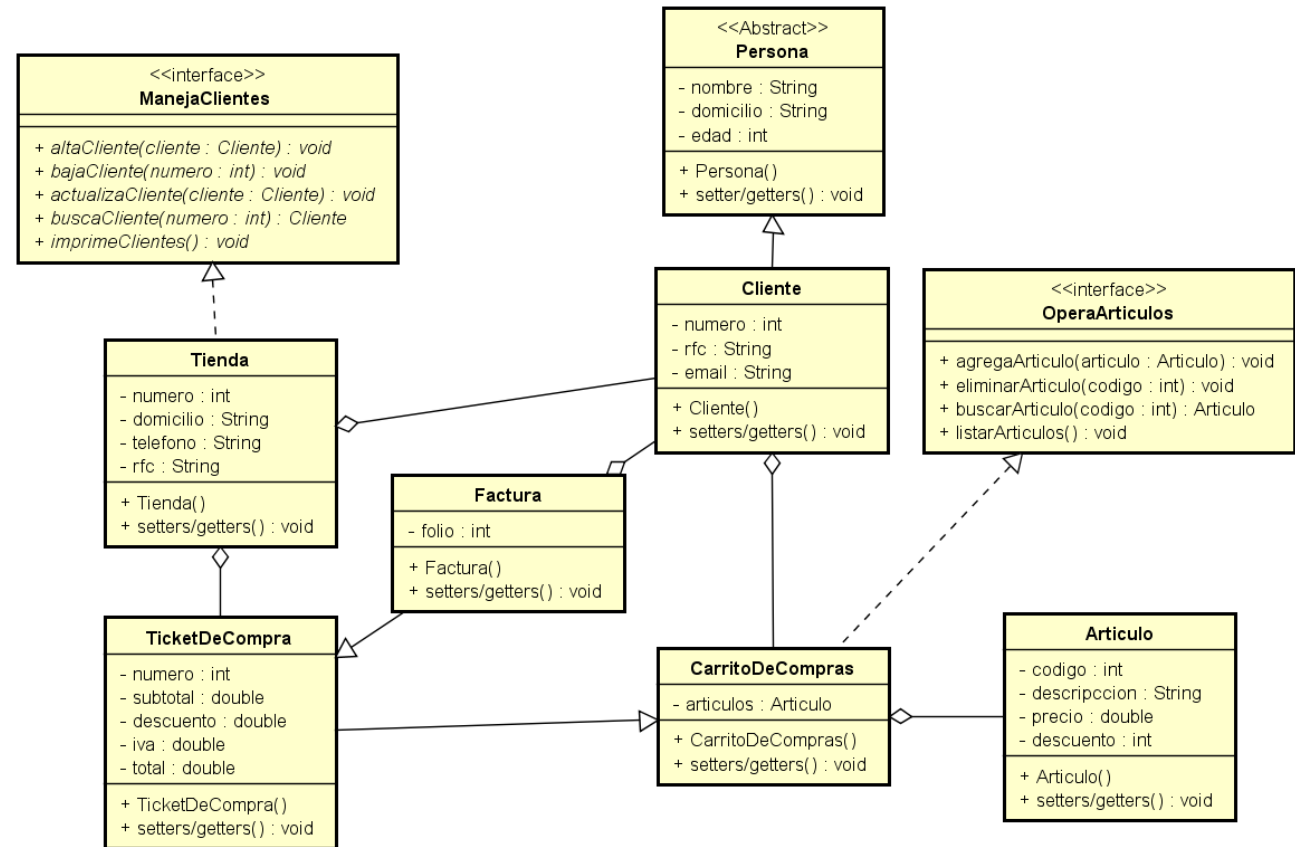 <<Abstract>>
Persona
- nombre : String
- domicilio : String
- edad : int
+ Persona()
+ setter/getters() : void
<<interface>>
ManejaClientes
+ altaCliente(cliente : Cliente) : void
+ bajaCliente(numero : int) : void
+ actualizaCliente(cliente : Cliente) : void
+ buscaCliente(numero : int) : Cliente
+ imprimeClientes() : void
Cliente
- numero : int
- rfc : String
- email : String
+ Cliente()
+ setters/getters() : void
<<interface>>
OperaArticulos
+ agregaArticulo(articulo : Articulo) : void
+ eliminarArticulo(codigo : int) : void
+ buscarArticulo(codigo : int) : Articulo
+ listarArticulos() : void
Tienda
- numero : int
- domicilio : String
- telefono : String
- rfc : String
+ Tienda()
+ setters/getters() : void
Factura
- folio : int
+ Factura()
+ setters/getters() : void
TicketDeCompra
- numero : int
- subtotal : double
- descuento : double
- iva : double
- total : double
+ TicketDeCompra()
+ setters/getters() : void
CarritoDeCompras
- articulos : Articulo
+ CarritoDeCompras()
+ setters/getters() : void
Articulo
- codigo : int
- descripccion : String
- precio : double
- descuento : int
+ Articulo()
+ setters/getters() : void